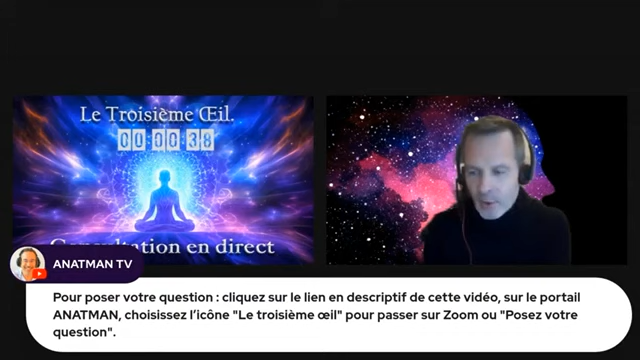 Le Troisième Œil.
00 00 38
Consultation en direct
ANATMAN TV
Pour poser votre question : cliquez sur le lien en descriptif de cette vidéo, sur le portail
ANATMAN, choisissez l’icône "Le troisième œil" pour passer sur Zoom ou "Posez votre
question".